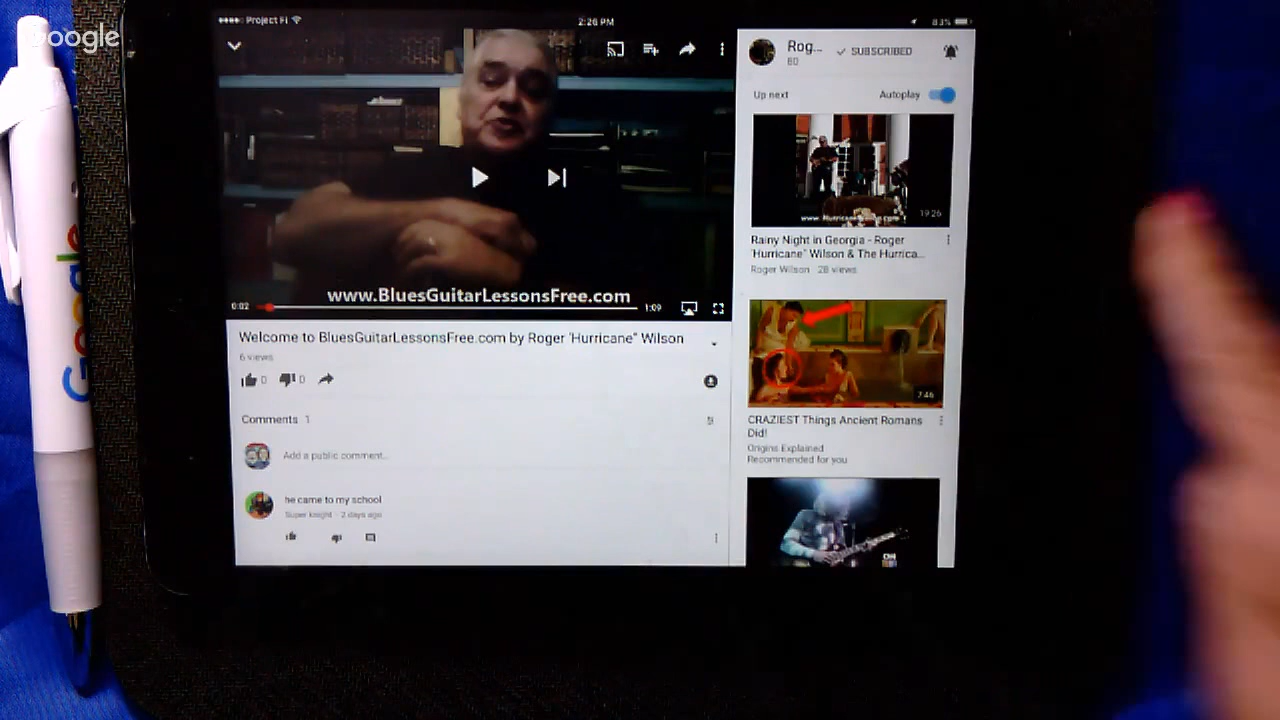 Google
Google
Project Fi
2:26 PM
83%
www.BluesGuitarLessonsFree.com
0:02
1:09
Welcome to BluesGuitarLessonsFree.com by Roger 'Hurricane" Wilson
6 views
0
0
Comments 1
Add a public comment...
he came to my school
Super knight · 2 days ago
Rog...
SUBSCRIBED
60
Up next
Autoplay
19:26
Rainy Night in Georgia - Roger
'Hurricane" Wilson & The Hurrica...
Roger Wilson · 28 views
7:46
CRAZIEST Things Ancient Romans
Did!
Origins Explained
Recommended for you